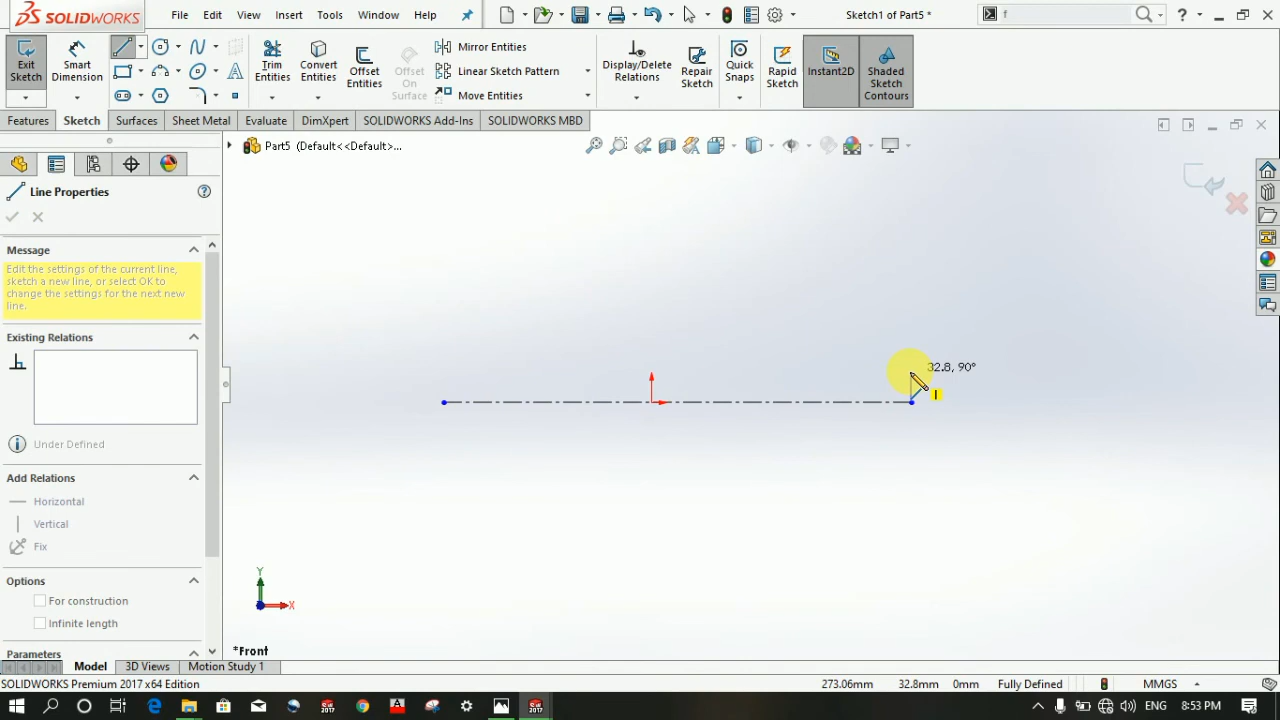 SOLIDWORKS File Edit View Insert Tools Window Help Sketch1 of Part5 * f ?
Exit Sketch
Smart Dimension
Trim Entities
Convert Entities
Offset Entities
Offset On Surface
Mirror Entities
Linear Sketch Pattern
Move Entities
Display/Delete Relations
Repair Sketch
Quick Snaps
Rapid Sketch
Instant2D
Shaded Sketch Contours
Features Sketch Surfaces Sheet Metal Evaluate DimXpert SOLIDWORKS Add-Ins SOLIDWORKS MBD
Part5 (Default<<Default>...
Line Properties
Message
Edit the settings of the current line,
sketch a new line, or select OK to
change the settings for the next new
line.
Existing Relations
Under Defined
Add Relations
Horizontal
Vertical
Fix
Options
For construction
Infinite length
Parameters
32.8, 90°
Y
X
*Front
Model 3D Views Motion Study 1
SOLIDWORKS Premium 2017 x64 Edition 273.06mm 32.8mm 0mm Fully Defined MMGS
ENG 8:53 PM